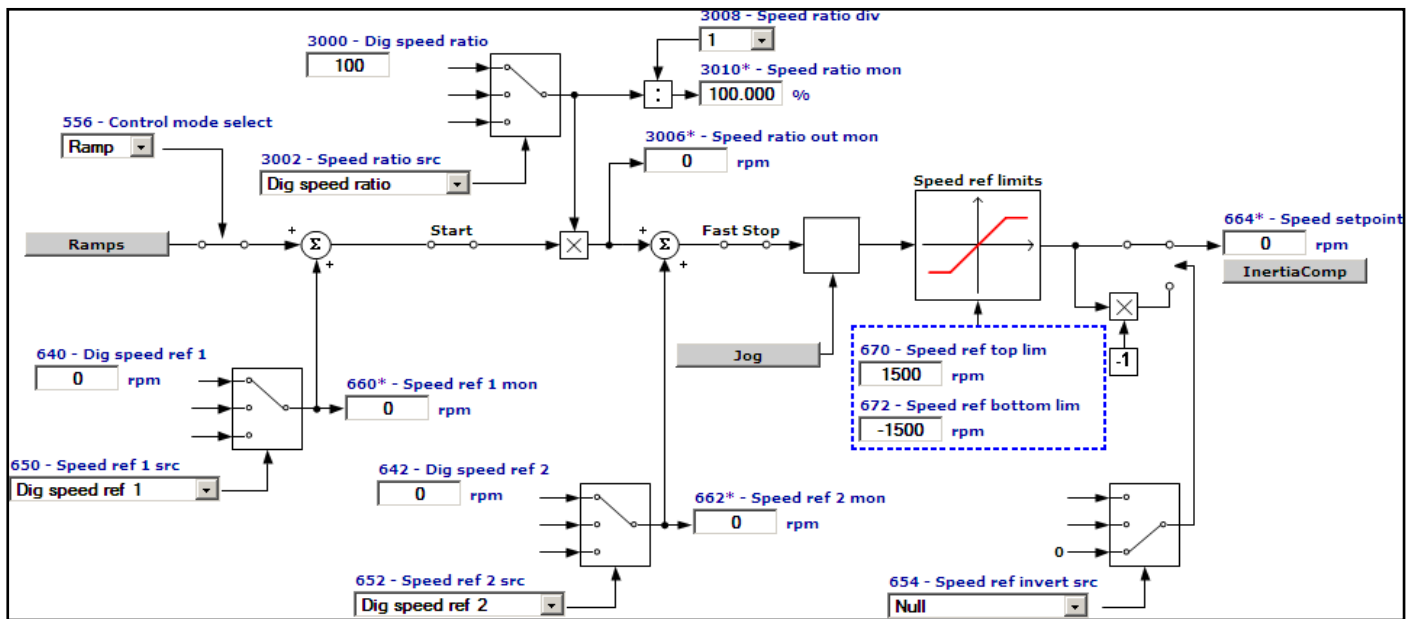 3008 - Speed ratio div
1
3000 - Dig speed ratio
100
3010* - Speed ratio mon
:
100.000 %
556 - Control mode select
Ramp
3006* - Speed ratio out mon
0 rpm
3002 - Speed ratio src
Dig speed ratio
Speed ref limits
664* - Speed setpoint
0 rpm
InertiaComp
Ramps
+
Σ
+
Start
×
+
Σ
+
Fast Stop
×
-1
Jog
670 - Speed ref top lim
1500 rpm
672 - Speed ref bottom lim
-1500 rpm
640 - Dig speed ref 1
0 rpm
660* - Speed ref 1 mon
0 rpm
650 - Speed ref 1 src
Dig speed ref 1
642 - Dig speed ref 2
0 rpm
662* - Speed ref 2 mon
0 rpm
0
652 - Speed ref 2 src
Dig speed ref 2
654 - Speed ref invert src
Null